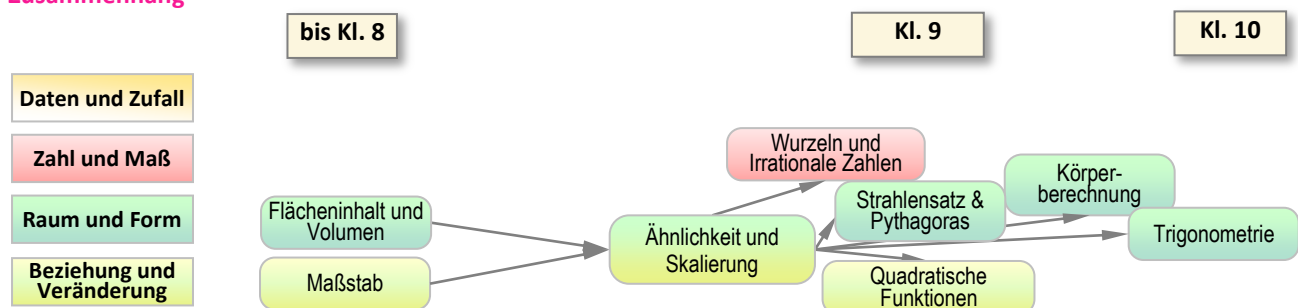 Zusammenhang
bis Kl. 8
Kl. 9
Kl. 10
Daten und Zufall
Zahl und Maß
Raum und Form
Beziehung und
Veränderung
Flächeninhalt und
Volumen
Maßstab
Ähnlichkeit und
Skalierung
Wurzeln und
Irrationale Zahlen
Strahlensatz &
Pythagoras
Quadratische
Funktionen
Körper-
berechnung
Trigonometrie